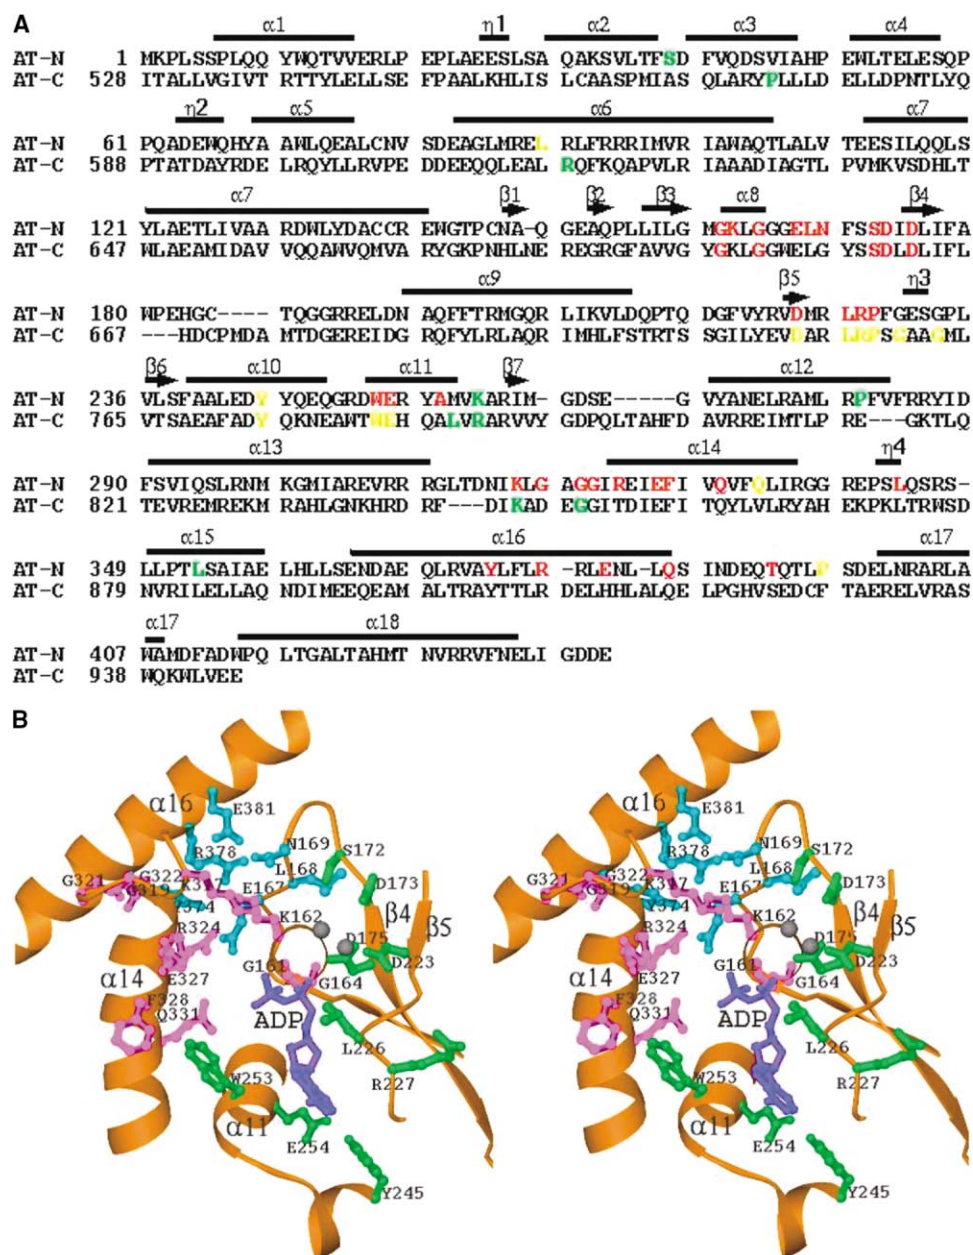 A
α1 η1 α2 α3 α4
AT-N 1 MKPLSSPLQQ YWQTVVERLP EPLAEESLSA QAKSVLTFSD FVQDSVIAHP EWLTELESQP
AT-C 528 ITALLVGIVT RTTYLELLSEF FPAALKHLIS LCAASPMIAS QLARYPLLLD ELLDPNTLYQ
η2 α5 α6 α7
AT-N 61 PQADEWQHYA AWLQEALCNVS SDEAGLMREL RLFRRRIMVR IAWAQTLALV TEESILQQLS
AT-C 588 PTATDAYRDE LRQYLLRVPE DDEEQQLEAL RQFKQAPVLR IAAADIAGTL PVMKVSDHLT
α7 β1 β2 β3 α8 β4
AT-N 121 YLAETLIVAA RDWLYDACCR EWGTPCNA-Q GEAQPLLILG MGKLGGGELN FSSDIDLIFA
AT-C 647 WLAEAMIDAV VQQAWVQMVA RYGKPNHLNE REGRGFAVVG YGKLGGWELG YSSDLDLIFL
α9 β5 η3
AT-N 180 WPEHGC---- TQGGRRELDN AQFFTRMGQR LIKVLDQPTQ DGFVYRVDMR LRPFGESGPL
AT-C 667 ---HDCPMDA MTDGEREIDG RQFYLRLAQR IMHLFSTRTS SGILYEVDAR LRPSGAAGML
β6 α10 α11 β7 α12
AT-N 236 VLSFAALEDY YQEQGRDWER YAMVKARIM- GDSE-----G VYANELRAML RPFVFRRYID
AT-C 765 VTSAEAFADY QKNEAWTWEH QALVRARVVY GDPQLTAHFD AVRREIMTLP RE---GKTLQ
α13 α14 η4
AT-N 290 FSVIQSLRNM KGMIAREVRR RGLTDNIKLG AGGIREIEFI VQVFQLIRGG REPSLQSRS-
AT-C 821 TEVREMREKM RAHLGNKHRD RF---DIKAD EGGITDIEFI TQYLVLRYAH EKPKLTRWSD
α15 α16 α17
AT-N 349 LLPTLSAIAE LHLLSENDAE QLRVAYLFLR -RLENL-LQS INDEQTQTLP SDELNRARLA
AT-C 879 NVRILELLAQ NDIMEEQEAM ALTRAYTTLR DELHHLALQE LPGHVSEDCF TAERELVRAS
α17 α18
AT-N 407 WAMDFADWPQ LTGALTAHMT NVRRVFNELI GDDE
AT-C 938 WQKWLVEE
B
α16 E381 N169 S172
R378 L168
G321 G322 G319 K317 E167 D173
Y374 K162 β4 β5
R324 D175
α14 E327 G161 G164 D223
F328
Q331 ADP L226
W253 R227
α11
E254
Y245
α16 E381 N169 S172
R378 L168
G321 G322 G319 K317 E167 D173
Y374 K162 β4 β5
R324 D175
α14 E327 G161 G164 D223
F328
Q331 ADP L226
W253 R227
α11
E254
Y245